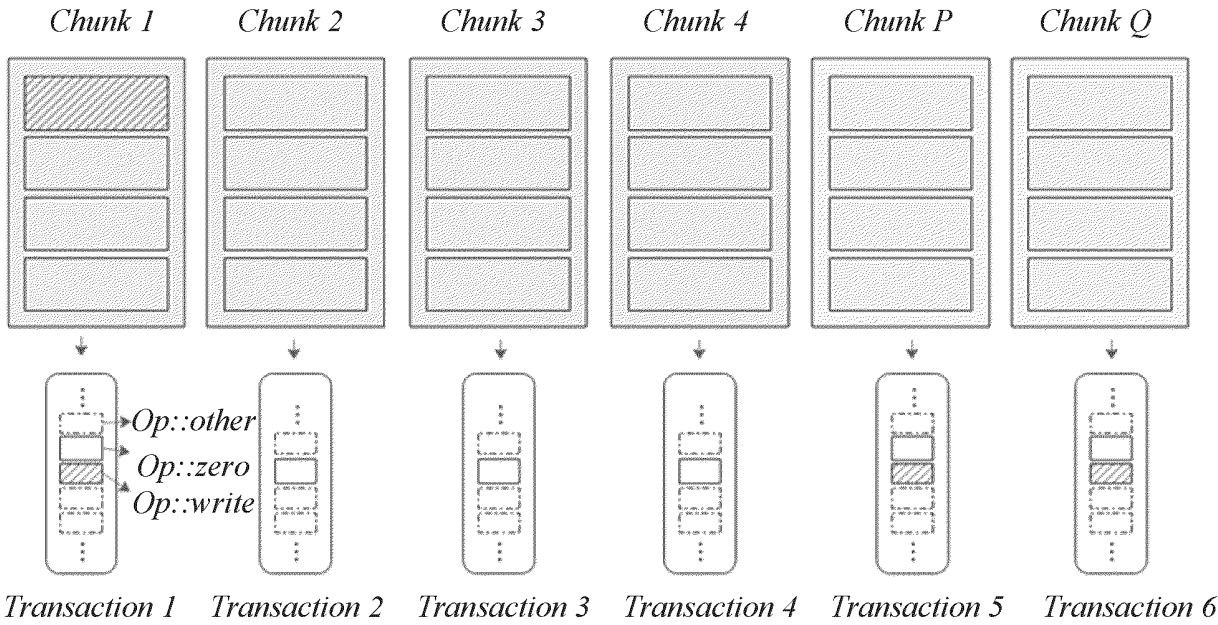 Chunk 1 Chunk 2 Chunk 3 Chunk 4 Chunk P Chunk Q
Op::other
Op::zero
Op::write
Transaction 1 Transaction 2 Transaction 3 Transaction 4 Transaction 5 Transaction 6